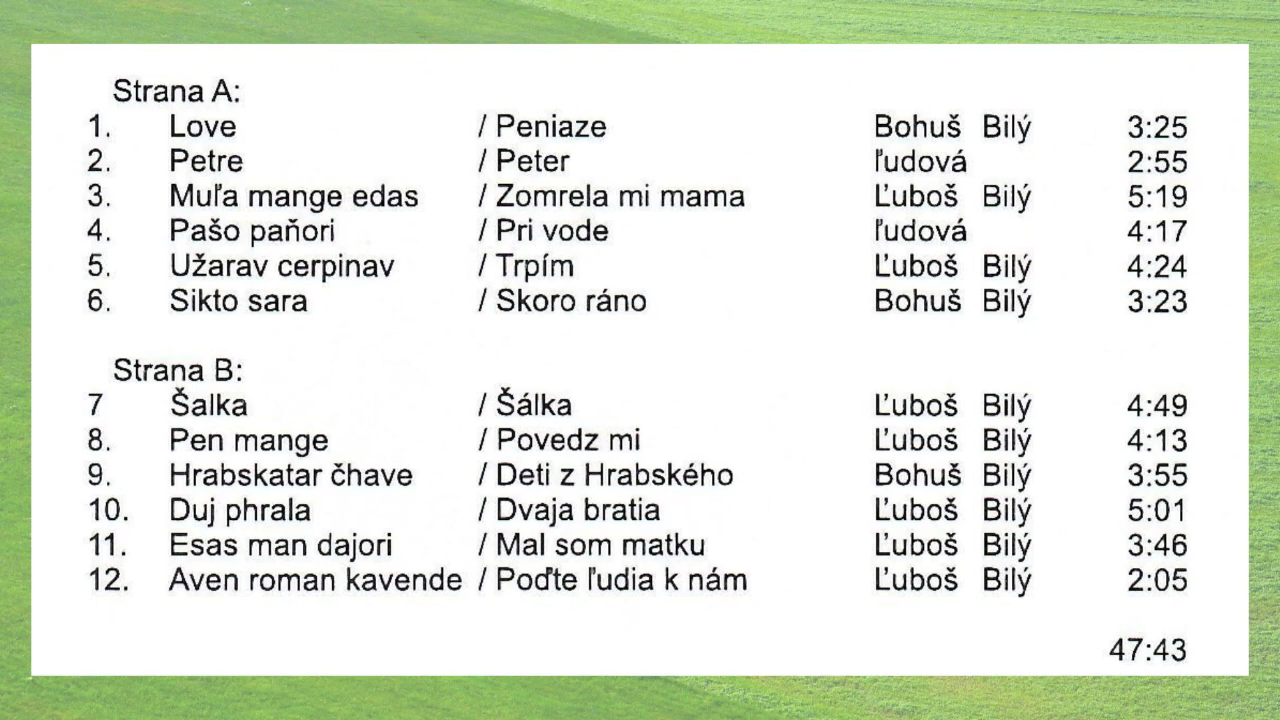 Strana A:
1. Love / Peniaze Bohuš Bilý 3:25
2. Petre / Peter ľudová 2:55
3. Muľa mange edas / Zomrela mi mama Ľuboš Bilý 5:19
4. Pašo paňori / Pri vode ľudová 4:17
5. Užarav cerpinav / Trpím Ľuboš Bilý 4:24
6. Sikto sara / Skoro ráno Bohuš Bilý 3:23
Strana B:
7 Šalka / Šálka Ľuboš Bilý 4:49
8. Pen mange / Povedz mi Ľuboš Bilý 4:13
9. Hrabskatar čhave / Deti z Hrabského Bohuš Bilý 3:55
10. Duj phrala / Dvaja bratia Ľuboš Bilý 5:01
11. Esas man dajori / Mal som matku Ľuboš Bilý 3:46
12. Aven roman kavende / Poďte ľudia k nám Ľuboš Bilý 2:05
47:43